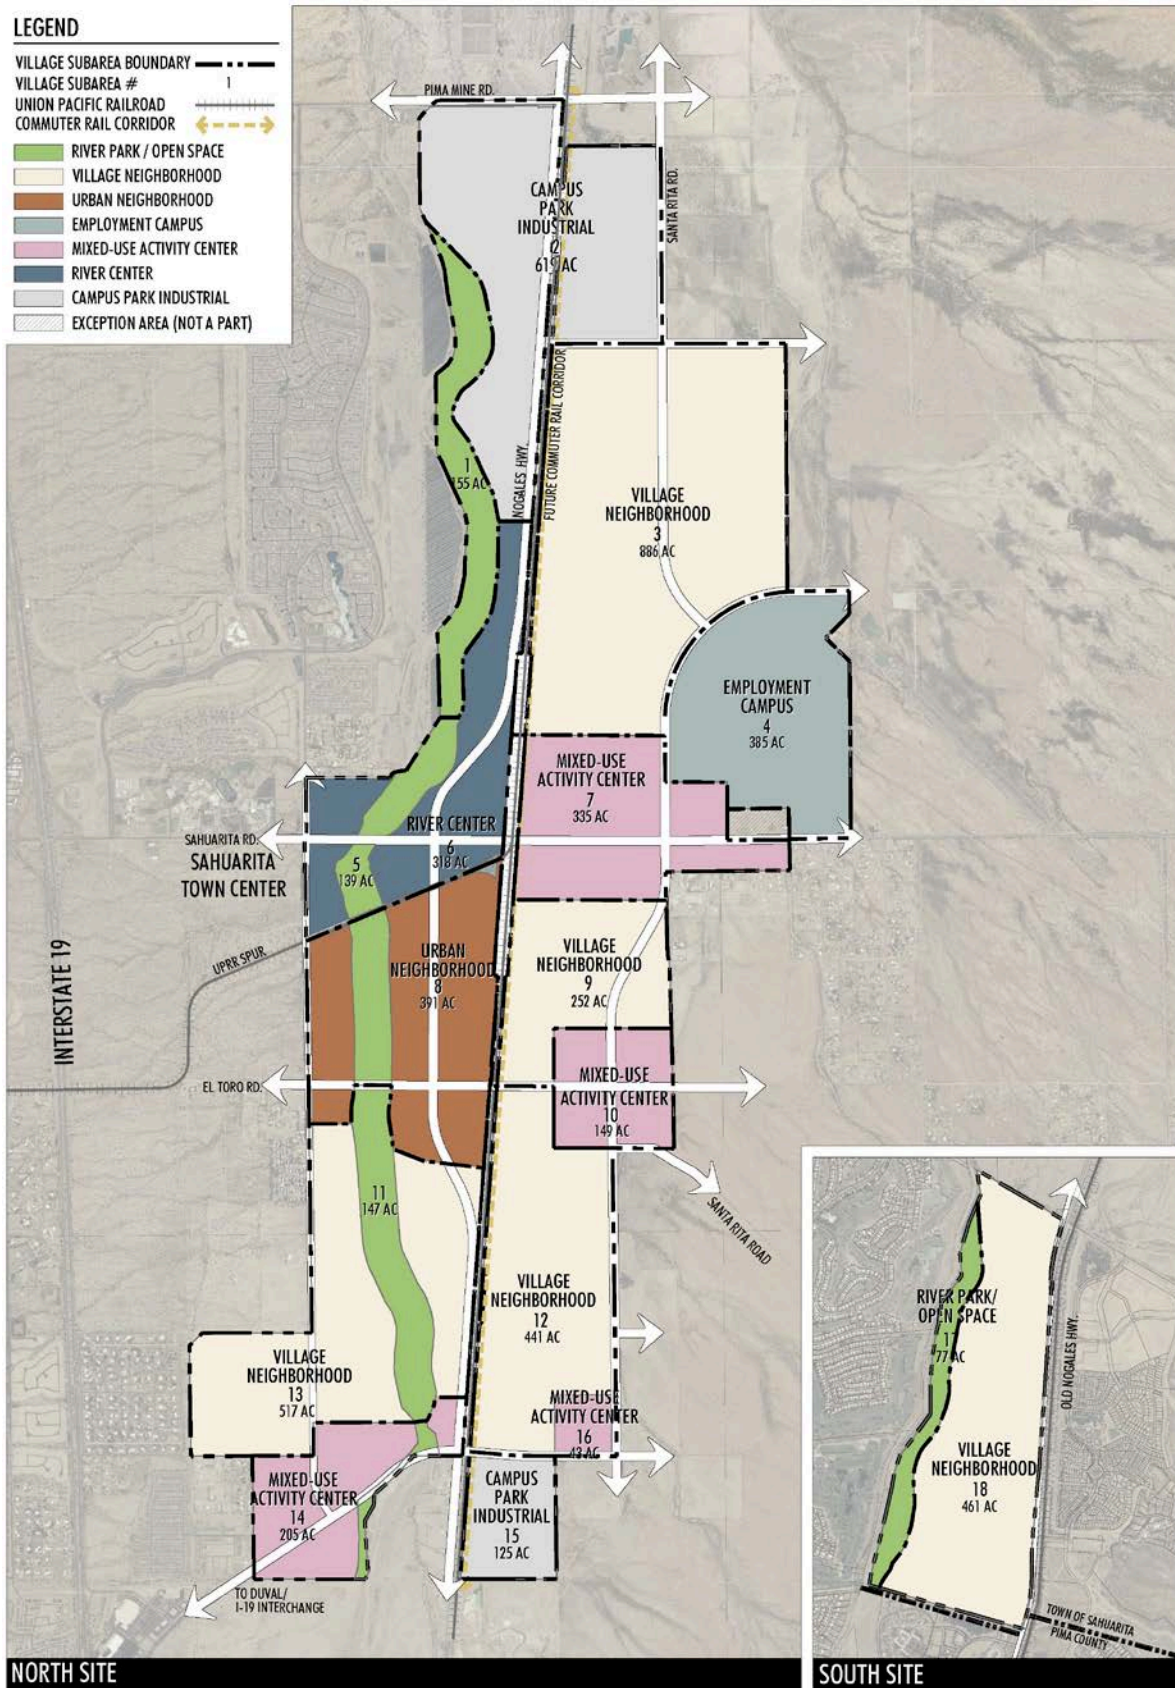 LEGEND
VILLAGE SUBAREA BOUNDARY
VILLAGE SUBAREA # 1
UNION PACIFIC RAILROAD
COMMUTER RAIL CORRIDOR
RIVER PARK / OPEN SPACE
VILLAGE NEIGHBORHOOD
URBAN NEIGHBORHOOD
EMPLOYMENT CAMPUS
MIXED-USE ACTIVITY CENTER
RIVER CENTER
CAMPUS PARK INDUSTRIAL
EXCEPTION AREA (NOT A PART)
PIMA MINE RD.
SANTA RITA RD.
CAMPUS
PARK
INDUSTRIAL
2
619 AC
NOGALES HWY.
FUTURE COMMUTER RAIL CORRIDOR
1
155 AC
VILLAGE
NEIGHBORHOOD
3
886 AC
EMPLOYMENT
CAMPUS
4
385 AC
MIXED-USE
ACTIVITY CENTER
7
335 AC
RIVER CENTER
6
318 AC
SAHUARITA RD.
SAHUARITA
TOWN CENTER
5
139 AC
INTERSTATE 19
UPRR SPUR
URBAN
NEIGHBORHOOD
8
391 AC
VILLAGE
NEIGHBORHOOD
9
252 AC
EL TORO RD.
MIXED-USE
ACTIVITY CENTER
10
149 AC
SANTA RITA ROAD
11
147 AC
VILLAGE
NEIGHBORHOOD
12
441 AC
VILLAGE
NEIGHBORHOOD
13
517 AC
MIXED-USE
ACTIVITY CENTER
16
43 AC
MIXED-USE
ACTIVITY CENTER
14
205 AC
CAMPUS
PARK
INDUSTRIAL
15
125 AC
TO DUVAL/
I-19 INTERCHANGE
NORTH SITE
RIVER PARK/
OPEN SPACE
17
77 AC
OLD NOGALES HWY.
VILLAGE
NEIGHBORHOOD
18
461 AC
TOWN OF SAHUARITA
PIMA COUNTY
SOUTH SITE